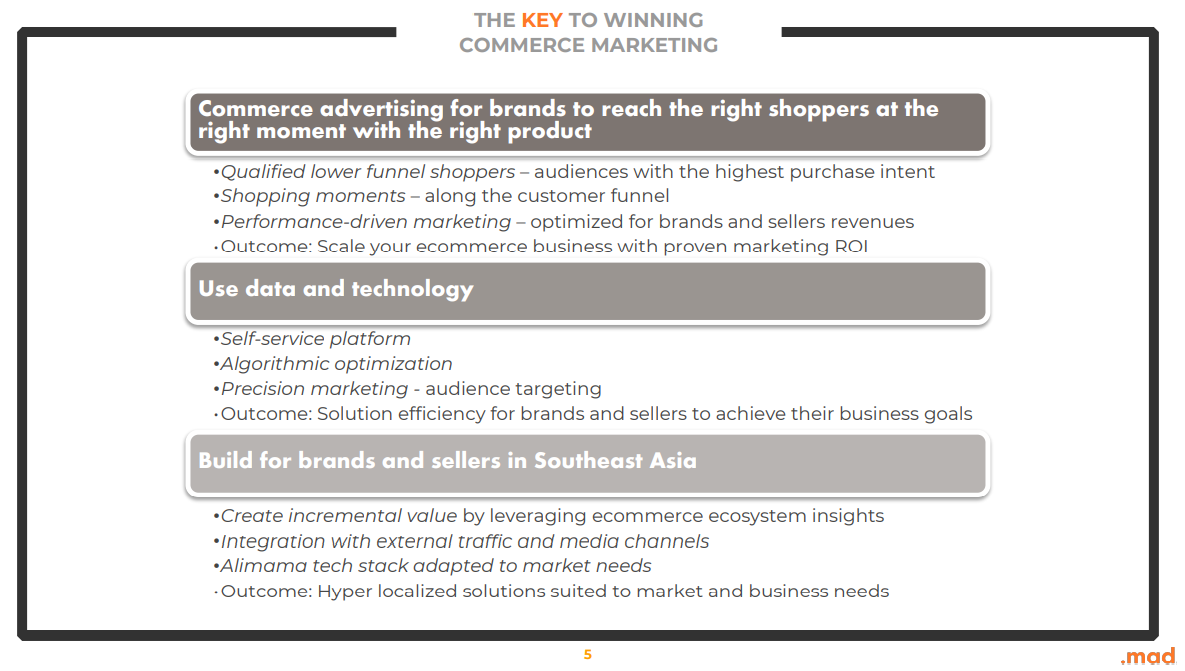 THE KEY TO WINNING
COMMERCE MARKETING
Commerce advertising for brands to reach the right shoppers at the
right moment with the right product
•Qualified lower funnel shoppers – audiences with the highest purchase intent
•Shopping moments – along the customer funnel
•Performance-driven marketing – optimized for brands and sellers revenues
•Outcome: Scale your ecommerce business with proven marketing ROI
Use data and technology
•Self-service platform
•Algorithmic optimization
•Precision marketing - audience targeting
•Outcome: Solution efficiency for brands and sellers to achieve their business goals
Build for brands and sellers in Southeast Asia
•Create incremental value by leveraging ecommerce ecosystem insights
•Integration with external traffic and media channels
•Alimama tech stack adapted to market needs
•Outcome: Hyper localized solutions suited to market and business needs
5
.mad